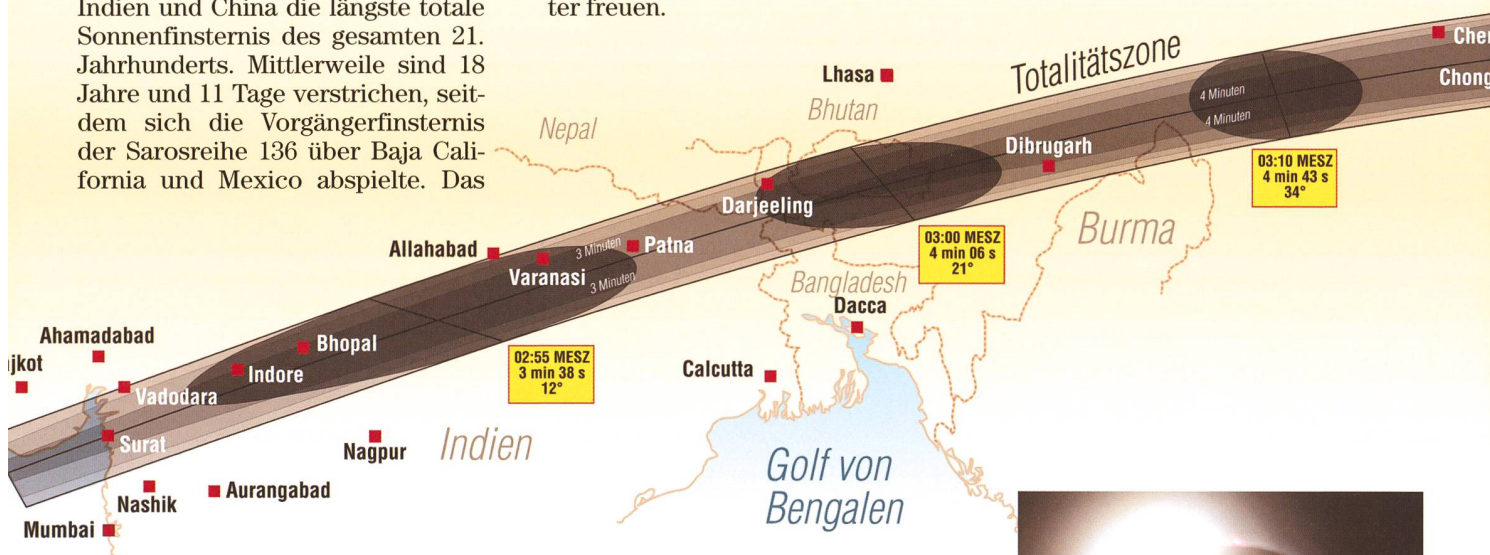 Indien und China die längste totale
Sonnenfinsternis des gesamten 21.
Jahrhunderts. Mittlerweile sind 18
Jahre und 11 Tage verstrichen, seit-
dem sich die Vorgängerfinsternis
der Sarosreihe 136 über Baja Cali-
fornia und Mexico abspielte. Das
ter freuen.
Totalitätszone
Lhasa
Bhutan
Nepal
4 Minuten
4 Minuten
Chong
Dibrugarh
03:10 MESZ
4 min 43 s
34°
Darjeeling
Burma
03:00 MESZ
4 min 06 s
21°
Allahabad
3 Minuten
Patna
Varanasi
3 Minuten
Bangladesh
Dacca
Ahamadabad
jkot
Bhopal
Indore
02:55 MESZ
3 min 38 s
12°
Calcutta
Vadodara
Surat
Nagpur
Indien
Golf von
Bengalen
Nashik
Aurangabad
Mumbai